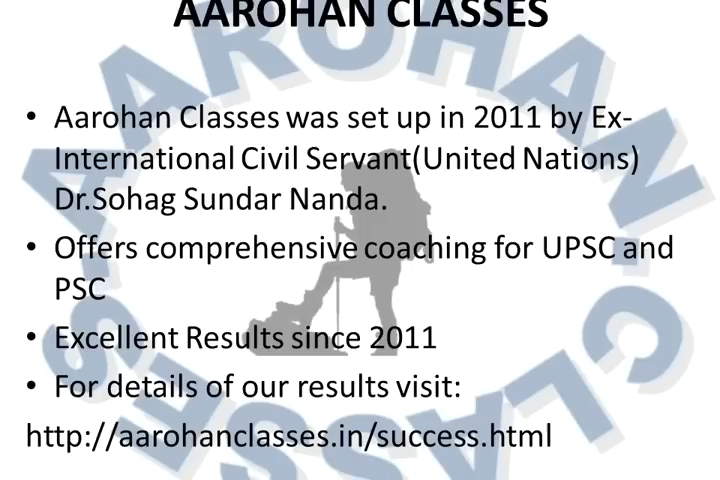 AAROHAN CLASSES
• Aarohan Classes was set up in 2011 by Ex-
International Civil Servant(United Nations)
Dr.Sohag Sundar Nanda.
• Offers comprehensive coaching for UPSC and
PSC
• Excellent Results since 2011
• For details of our results visit:
http://aarohanclasses.in/success.html
AAROHAN CLASSES